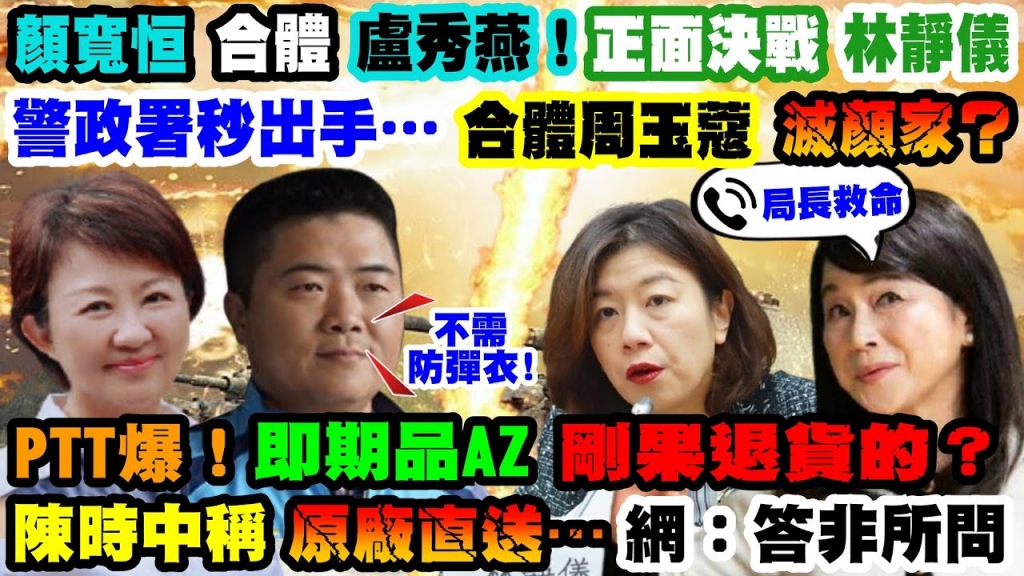 顏寬恒 合體 盧秀燕！正面決戰 林靜儀
警政署秒出手… 合體周玉蔻 滅顏家？
局長救命
不需
防彈衣！
PTT爆！即期品AZ 剛果退貨的？
陳時中稱 原廠直送… 網：答非所問
林靜儀